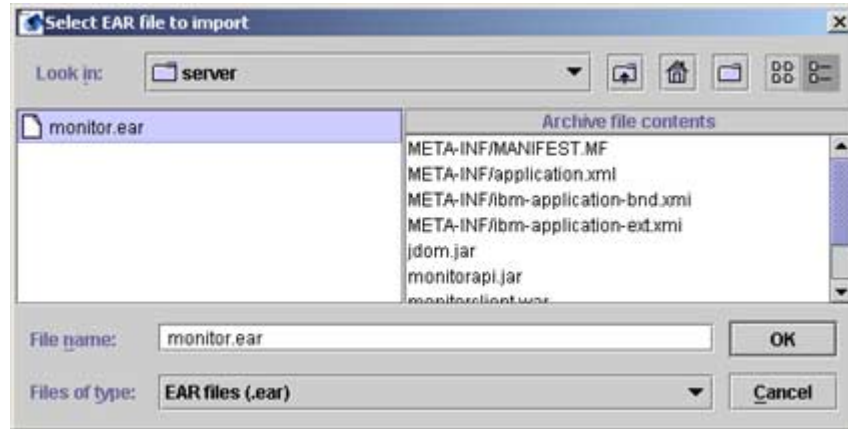 Select EAR file to import
Look in: server
monitor.ear
Archive file contents
META-INF/MANIFEST.MF
META-INF/application.xml
META-INF/ibm-application-bnd.xmi
META-INF/ibm-application-ext.xmi
jdom.jar
monitorapi.jar
monitorclient.war
File name: monitor.ear OK
Files of type: EAR files (.ear) Cancel